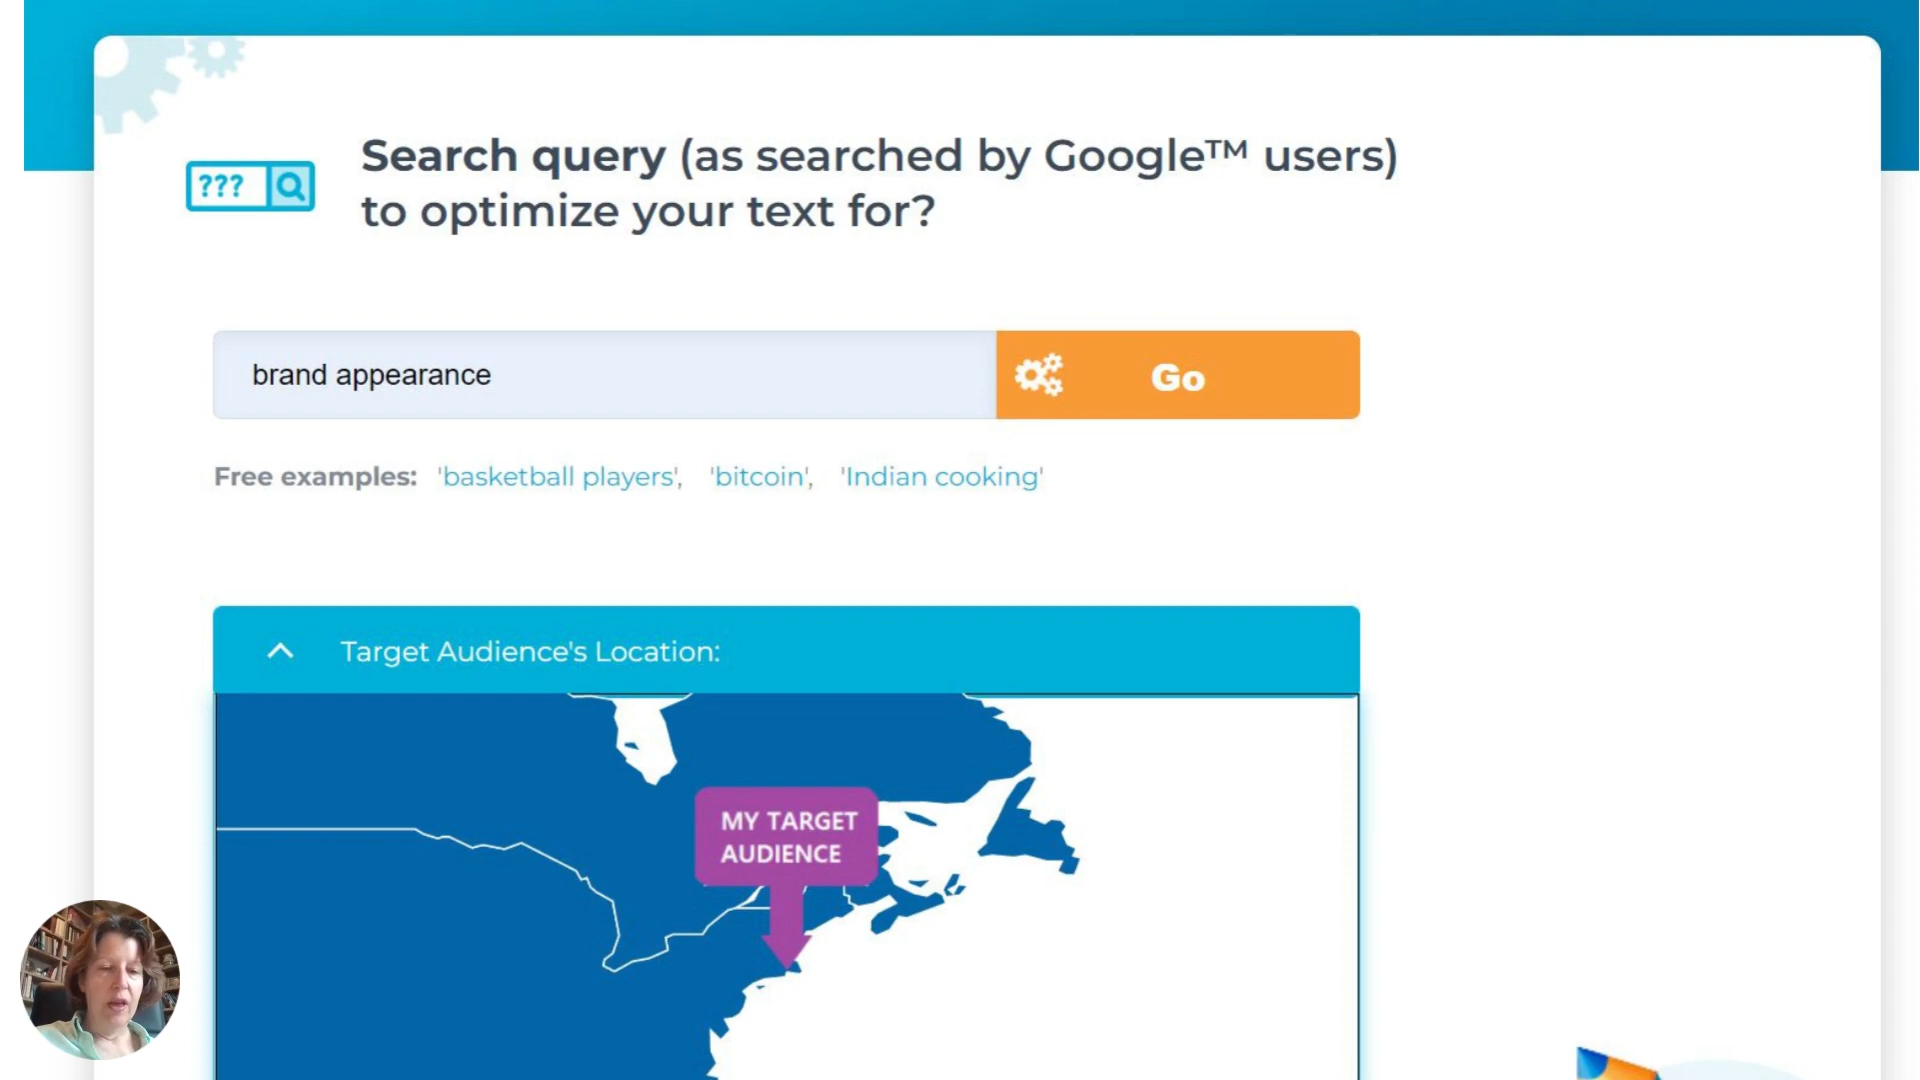 Search query (as searched by Google™ users)
to optimize your text for?
???
brand appearance
Go
Free examples: 'basketball players', 'bitcoin', 'Indian cooking'
Target Audience's Location:
MY TARGET
AUDIENCE